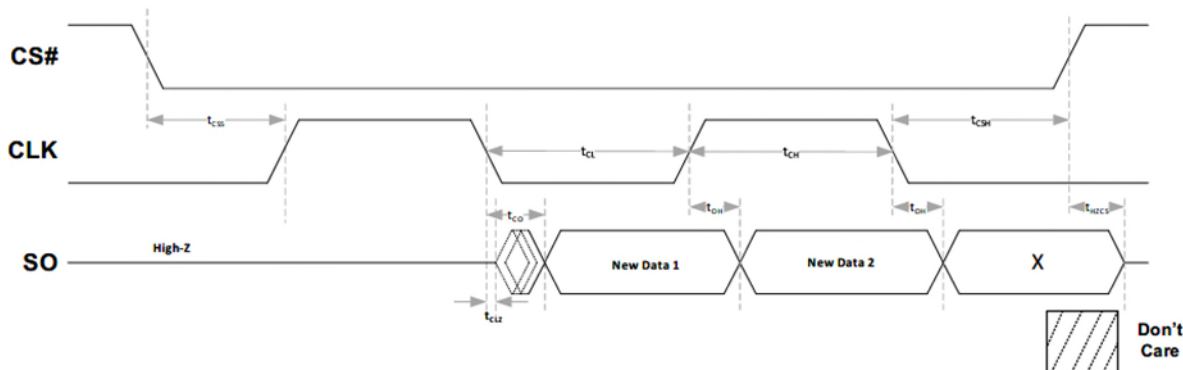 CS#
tCSS
tCSH
CLK
tCL
tCH
tCO
tOH
tOH
tHZCS
High-Z
SO
New Data 1
New Data 2
X
tCLZ
Don't
Care